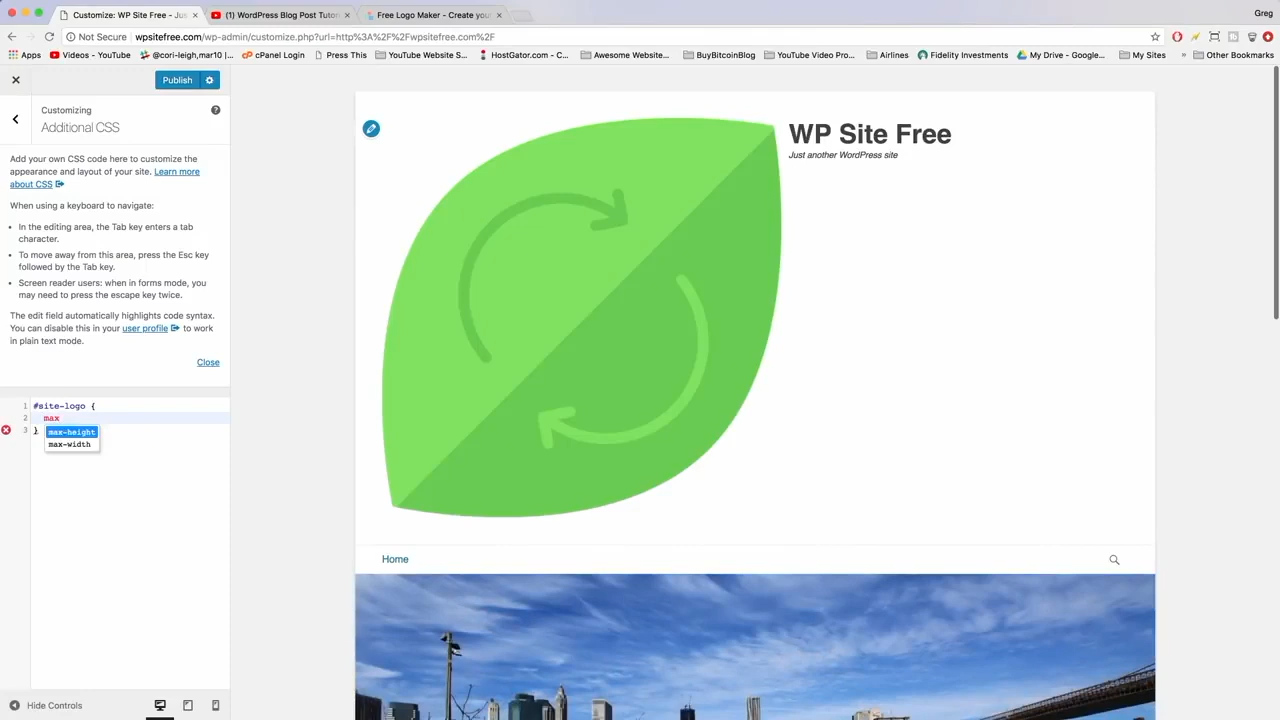 Customize: WP Site Free - Jus
(1) WordPress Blog Post Tutor
Free Logo Maker - Create you
Greg
Not Secure
wpsitefree.com/wp-admin/customize.php?url=http%3A%2F%2Fwpsitefree.com%2F
Apps
Videos - YouTube
@cori-leigh,mar10 |...
cPanel Login
Press This
YouTube Website S...
HostGator.com - C...
Awesome Website...
BuyBitcoinBlog
YouTube Video Pro...
Airlines
Fidelity Investments
My Drive - Google...
My Sites
»
Other Bookmarks
Publish
Customizing
Additional CSS
Add your own CSS code here to customize the
appearance and layout of your site. Learn more
about CSS
When using a keyboard to navigate:
• In the editing area, the Tab key enters a tab
character.
• To move away from this area, press the Esc key
followed by the Tab key.
• Screen reader users: when in forms mode, you
may need to press the escape key twice.
The edit field automatically highlights code syntax.
You can disable this in your user profile to work
in plain text mode.
Close
1 #site-logo {
2 max
3 }
max-height
max-width
Hide Controls
WP Site Free
Just another WordPress site
Home